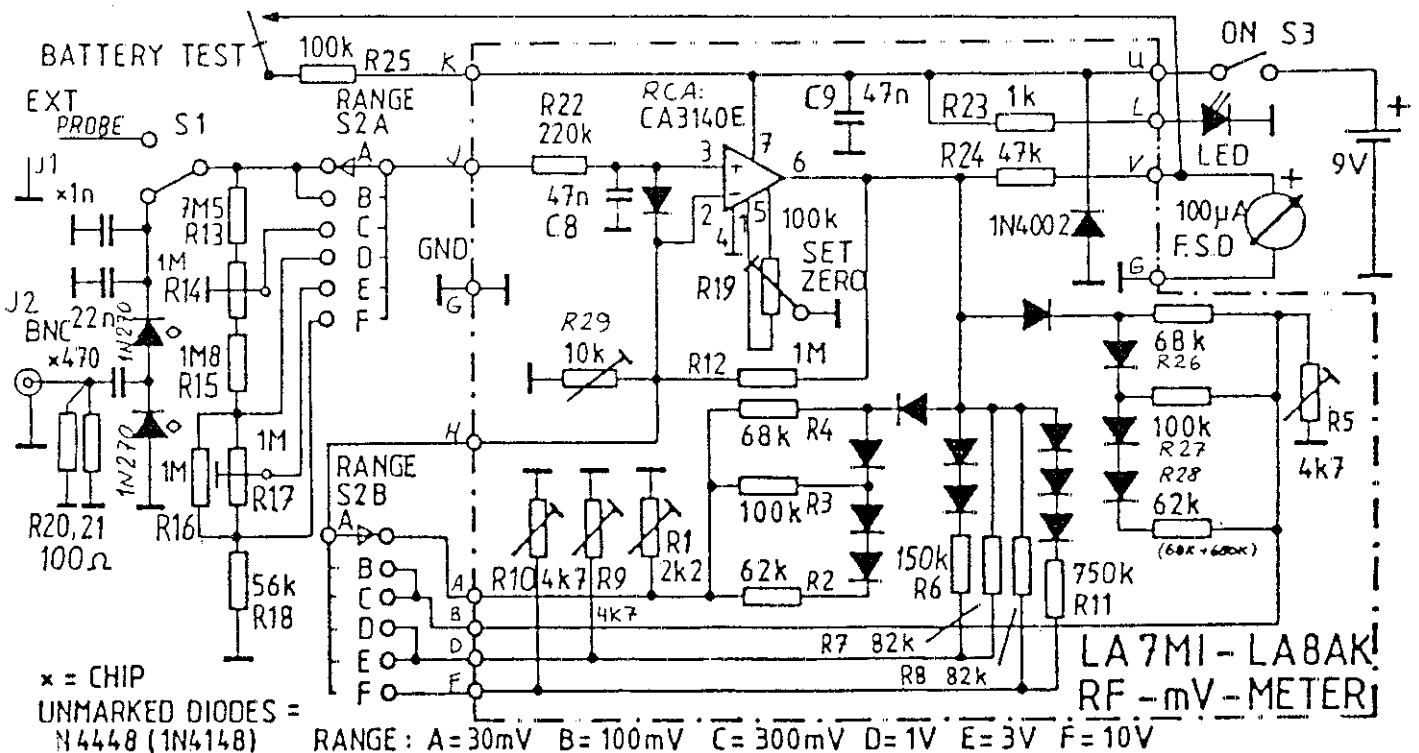 BATTERY TEST
100k
R25
K
U
ON S3
EXT
PROBE
S1
RANGE
S2A
R22
220k
RCA:
CA3140E
C9
47n
R23
1k
L
LED
+
9V
J1
×1n
A
B
C
D
E
F
J
47n
C8
3
+
−
2
7
6
4
1
5
R24
47k
V
+
100µA
F.S.D
1N4002
G
7M5
R13
1M
R14
GND
G
100k
SET
ZERO
R19
J2
BNC
22n
1N270
×470
1N270
1M8
R15
R29
10k
R12
1M
68k
R26
R5
4k7
100k
R27
R28
62k
(68K+680K)
H
68k
R4
1M
R16
1M
R17
RANGE
S2B
R20,21
100Ω
A
B
C
D
E
F
56k
R18
R10
4k7
R9
4K7
R1
2k2
100k
R3
62k
R2
150k
R6
750k
R11
A
B
D
F
R7 82k
R8 82k
LA7MI-LA8AK
RF-mV-METER
× = CHIP
UNMARKED DIODES =
N4448 (1N4148)
RANGE: A=30mV B=100mV C=300mV D=1V E=3V F=10V